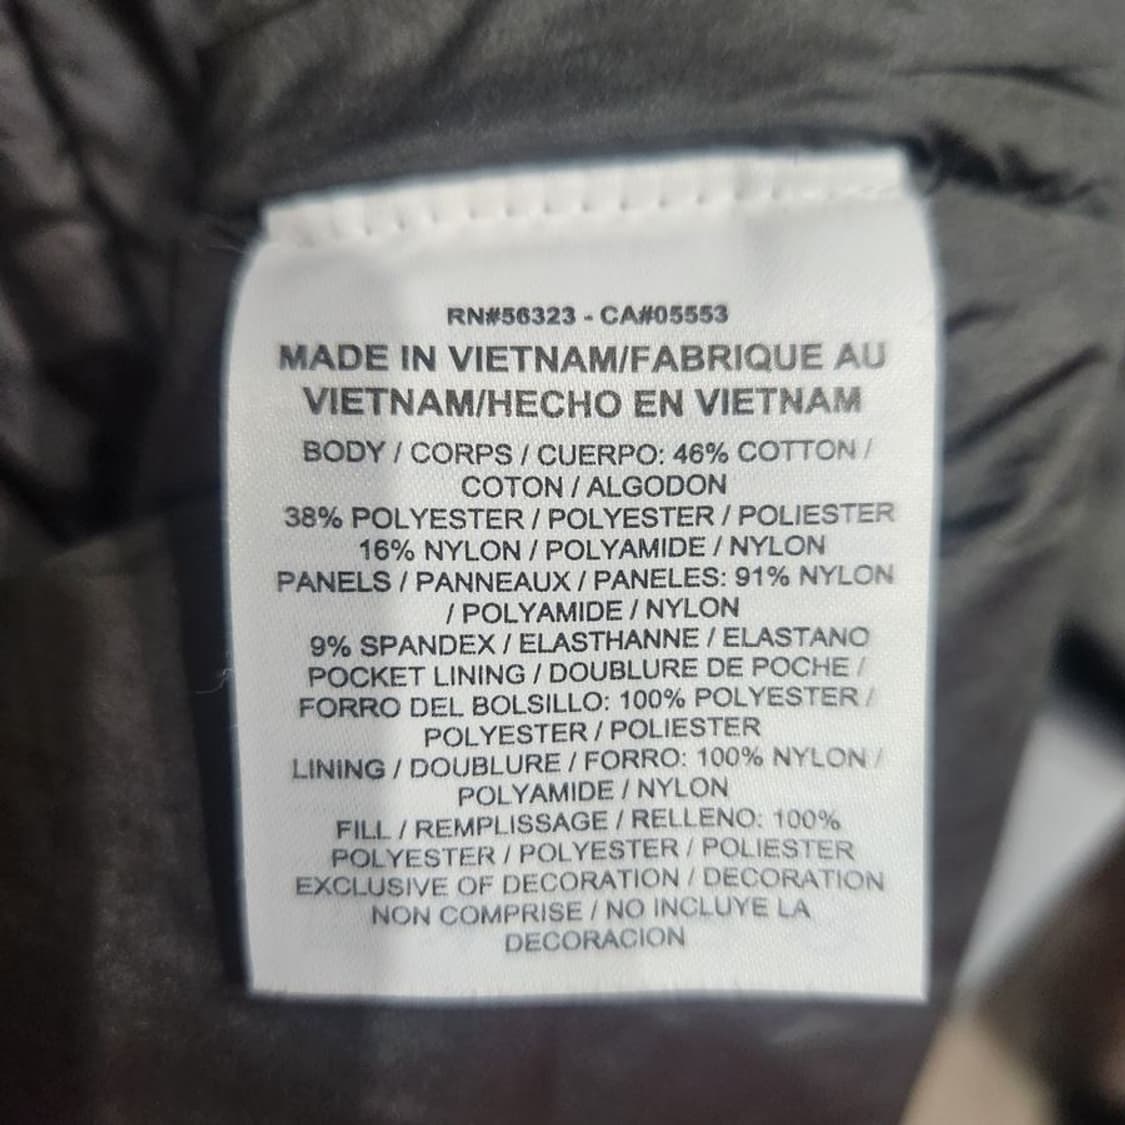 RN#56323 - CA#05553
MADE IN VIETNAM/FABRIQUE AU
VIETNAM/HECHO EN VIETNAM
BODY / CORPS / CUERPO: 46% COTTON /
COTON / ALGODON
38% POLYESTER / POLYESTER / POLIESTER
16% NYLON / POLYAMIDE / NYLON
PANELS / PANNEAUX / PANELES: 91% NYLON
/ POLYAMIDE / NYLON
9% SPANDEX / ELASTHANNE / ELASTANO
POCKET LINING / DOUBLURE DE POCHE /
FORRO DEL BOLSILLO: 100% POLYESTER /
POLYESTER / POLIESTER
LINING / DOUBLURE / FORRO: 100% NYLON /
POLYAMIDE / NYLON
FILL / REMPLISSAGE / RELLENO: 100%
POLYESTER / POLYESTER / POLIESTER
EXCLUSIVE OF DECORATION / DECORATION
NON COMPRISE / NO INCLUYE LA
DECORACION